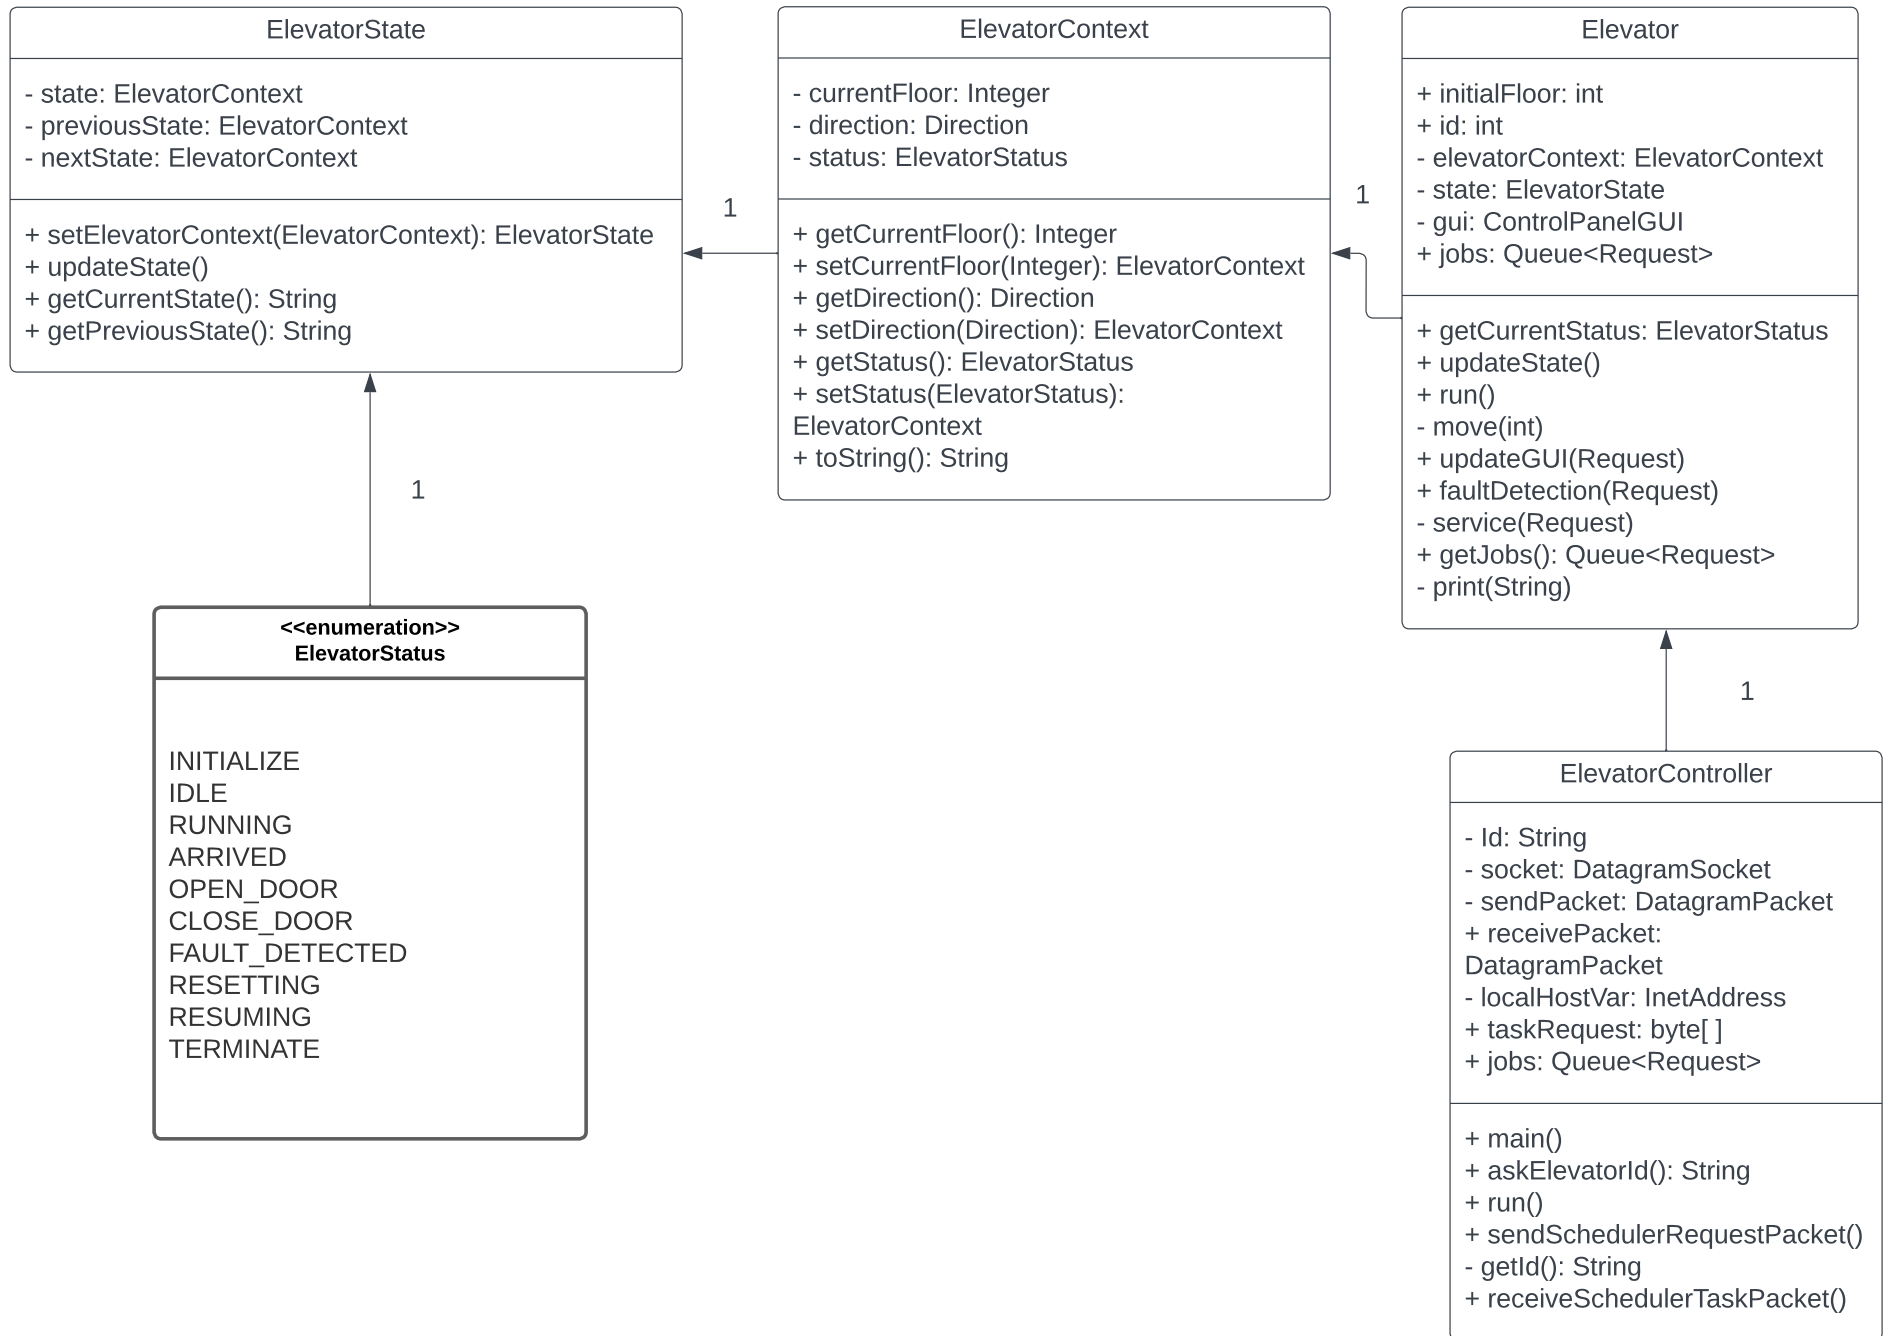 ElevatorState
- state: ElevatorContext
- previousState: ElevatorContext
- nextState: ElevatorContext
+ setElevatorContext(ElevatorContext): ElevatorState
+ updateState()
+ getCurrentState(): String
+ getPreviousState(): String
1
ElevatorContext
- currentFloor: Integer
- direction: Direction
- status: ElevatorStatus
+ getCurrentFloor(): Integer
+ setCurrentFloor(Integer): ElevatorContext
+ getDirection(): Direction
+ setDirection(Direction): ElevatorContext
+ getStatus(): ElevatorStatus
+ setStatus(ElevatorStatus):
ElevatorContext
+ toString(): String
1
Elevator
+ initialFloor: int
+ id: int
- elevatorContext: ElevatorContext
- state: ElevatorState
- gui: ControlPanelGUI
+ jobs: Queue<Request>
+ getCurrentStatus: ElevatorStatus
+ updateState()
+ run()
- move(int)
+ updateGUI(Request)
+ faultDetection(Request)
- service(Request)
+ getJobs(): Queue<Request>
- print(String)
1
<<enumeration>>
ElevatorStatus
INITIALIZE
IDLE
RUNNING
ARRIVED
OPEN_DOOR
CLOSE_DOOR
FAULT_DETECTED
RESETTING
RESUMING
TERMINATE
1
ElevatorController
- Id: String
- socket: DatagramSocket
- sendPacket: DatagramPacket
+ receivePacket:
DatagramPacket
- localHostVar: InetAddress
+ taskRequest: byte[ ]
+ jobs: Queue<Request>
+ main()
+ askElevatorId(): String
+ run()
+ sendSchedulerRequestPacket()
- getId(): String
+ receiveSchedulerTaskPacket()